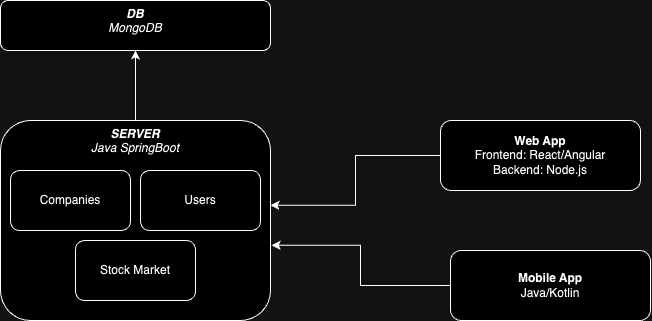 DB
MongoDB
SERVER
Java SpringBoot
Companies
Users
Stock Market
Web App
Frontend: React/Angular
Backend: Node.js
Mobile App
Java/Kotlin